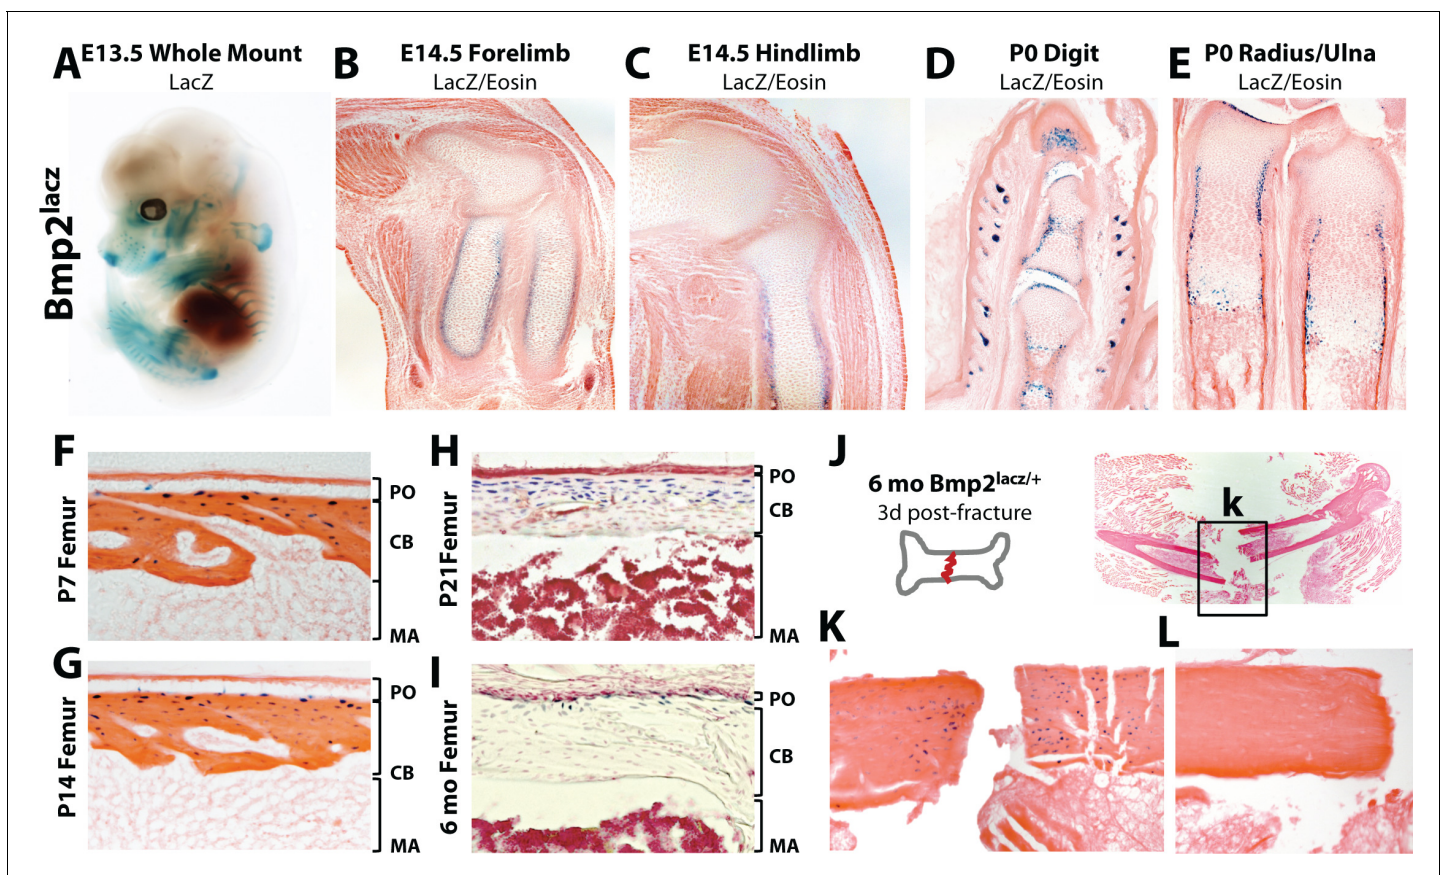 A E13.5 Whole Mount
LacZ
B E14.5 Forelimb
LacZ/Eosin
C E14.5 Hindlimb
LacZ/Eosin
D P0 Digit
LacZ/Eosin
E P0 Radius/Ulna
LacZ/Eosin
Bmp2lacz
F
P7 Femur
PO
CB
MA
G
P14 Femur
PO
CB
MA
H
P21Femur
PO
CB
MA
I
6 mo Femur
PO
CB
MA
J
6 mo Bmp2lacz/+
3d post-fracture
k
K
L